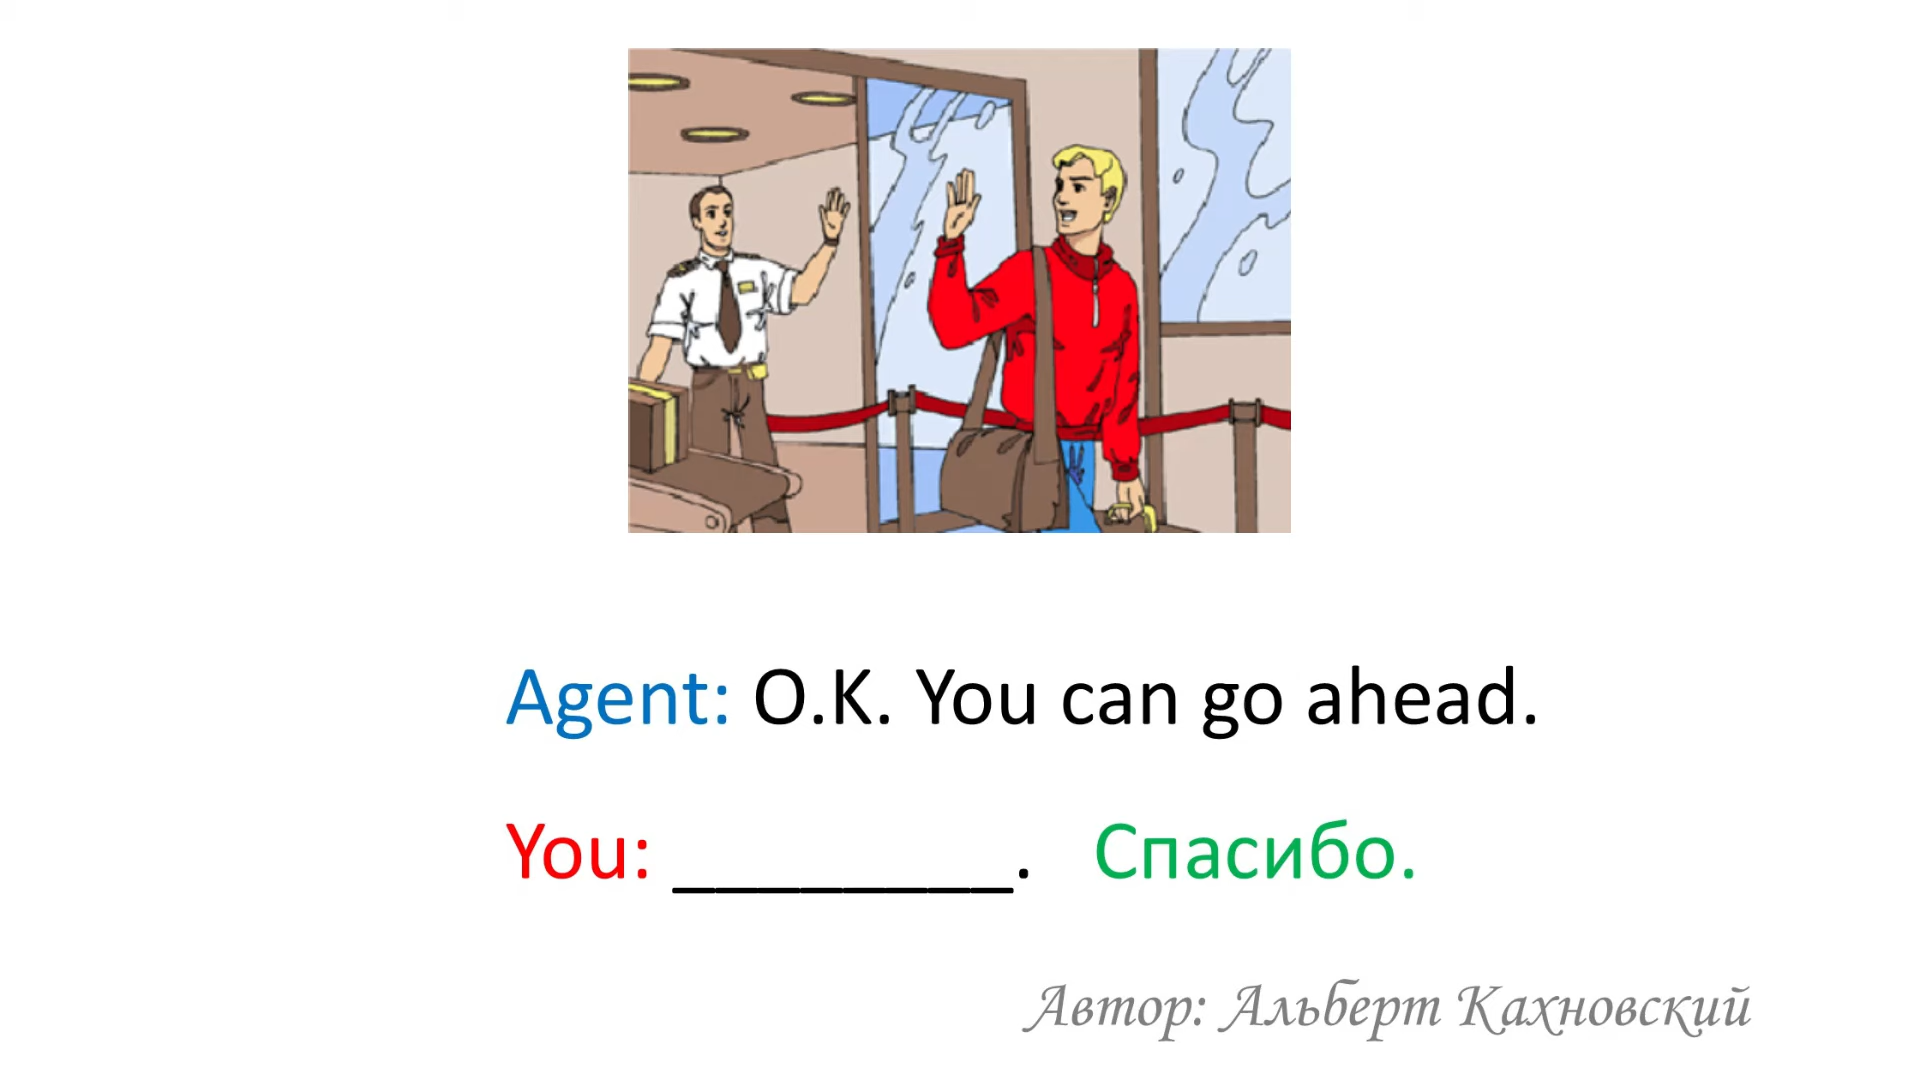 Agent: O.K. You can go ahead.
You: ________. Спасибо.
Автор: Альберт Кахновский